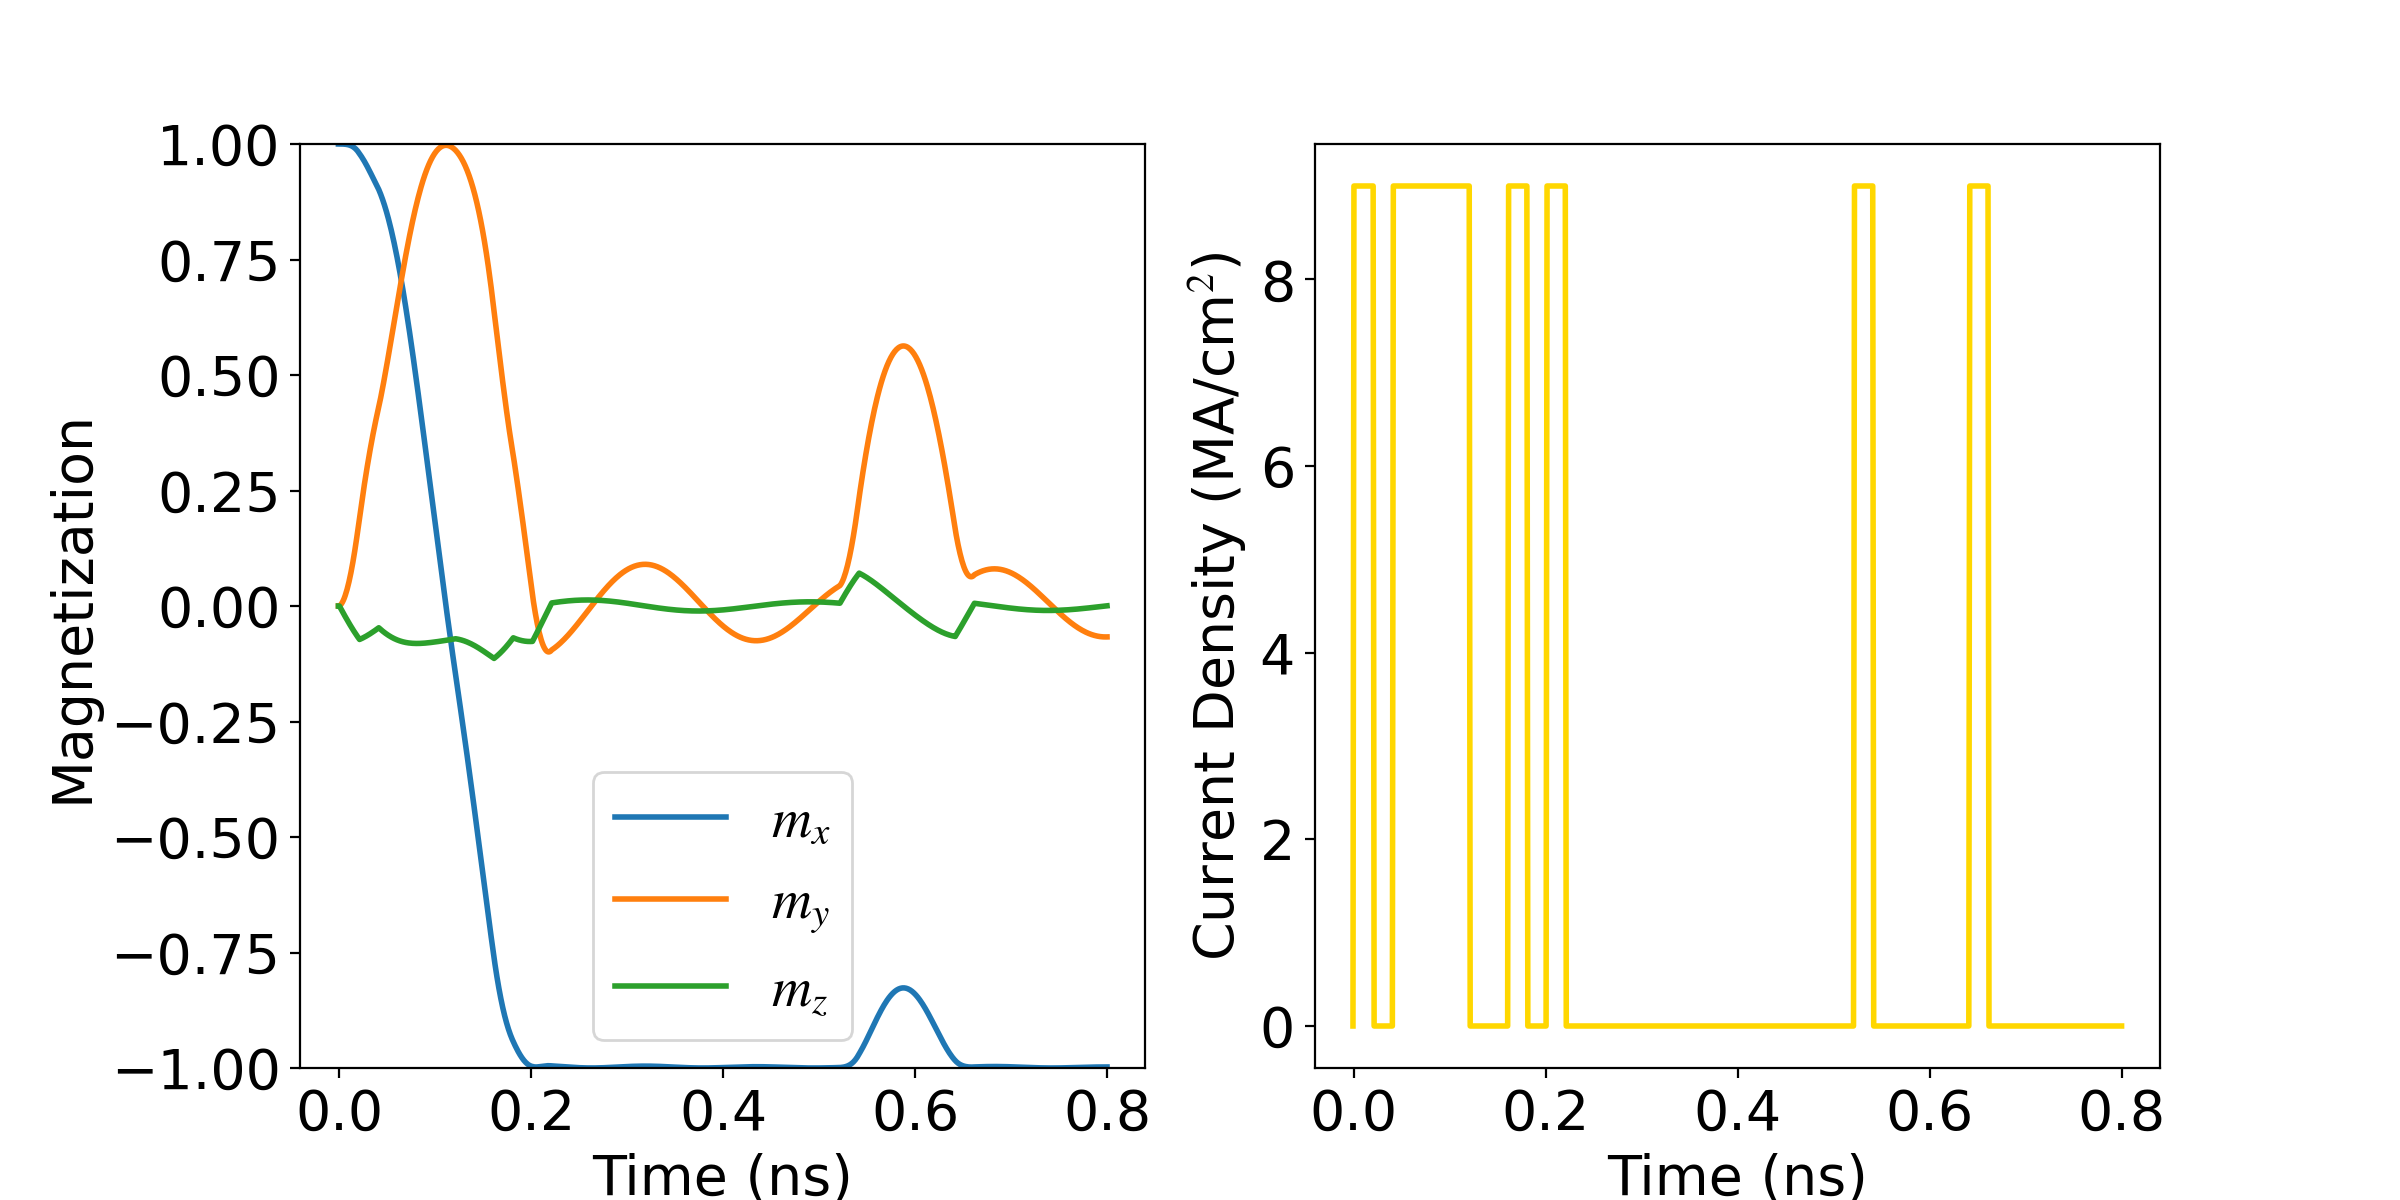 Magnetization
1.00
0.75
0.50
0.25
0.00
−0.25
−0.50
−0.75
−1.00
0.0 0.2 0.4 0.6 0.8
Time (ns)
m_x
m_y
m_z
Current Density (MA/cm²)
8
6
4
2
0
0.0 0.2 0.4 0.6 0.8
Time (ns)